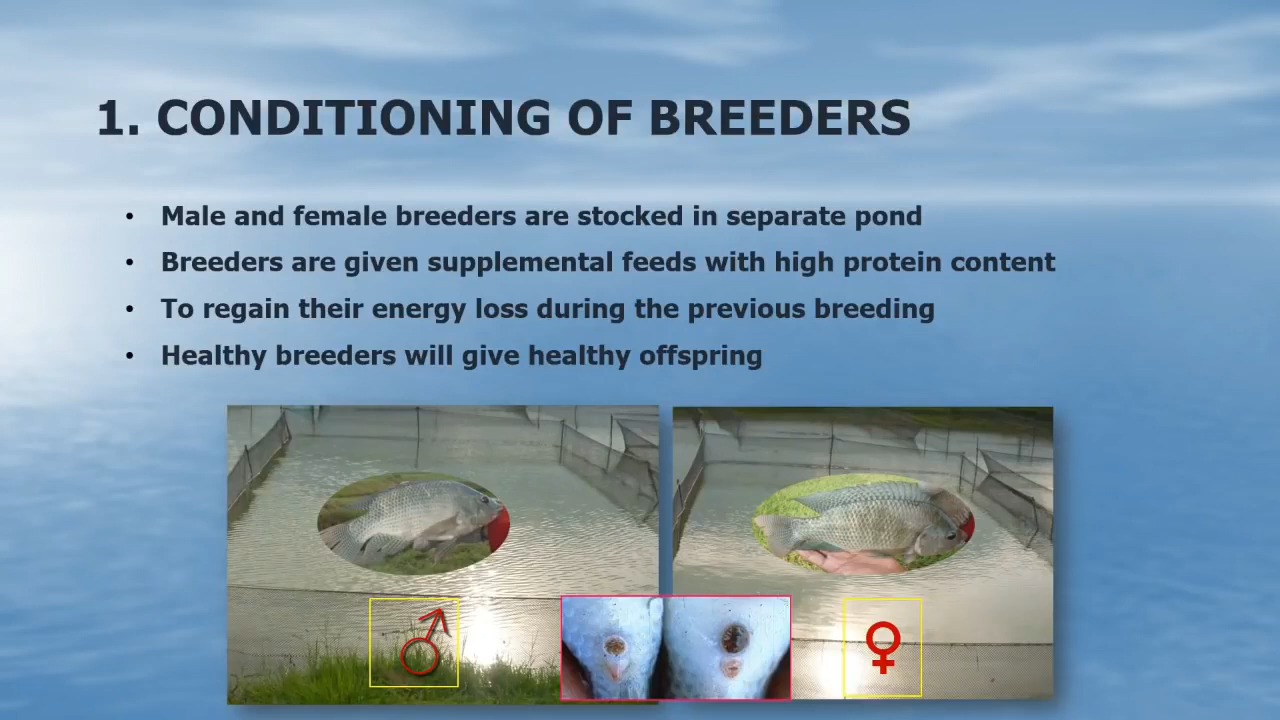 1. CONDITIONING OF BREEDERS
• Male and female breeders are stocked in separate pond
• Breeders are given supplemental feeds with high protein content
• To regain their energy loss during the previous breeding
• Healthy breeders will give healthy offspring
♂
♀